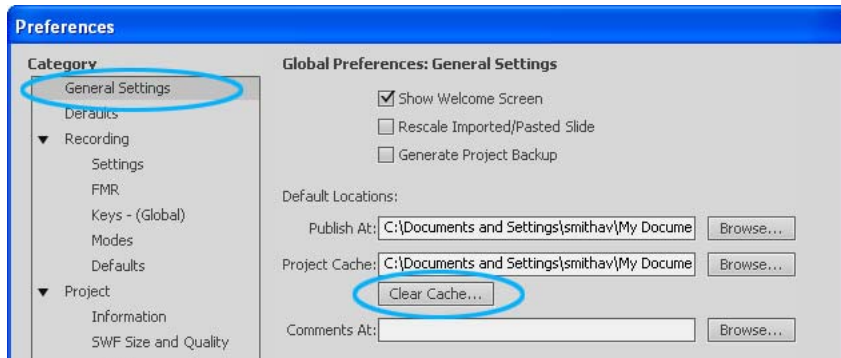 Preferences
Category
General Settings
Defaults
Recording
Settings
FMR
Keys - (Global)
Modes
Defaults
Project
Information
SWF Size and Quality
Global Preferences: General Settings
Show Welcome Screen
Rescale Imported/Pasted Slide
Generate Project Backup
Default Locations:
Publish At: C:\Documents and Settings\smithav\My Docume Browse...
Project Cache: C:\Documents and Settings\smithav\My Docume Browse...
Clear Cache...
Comments At: Browse...